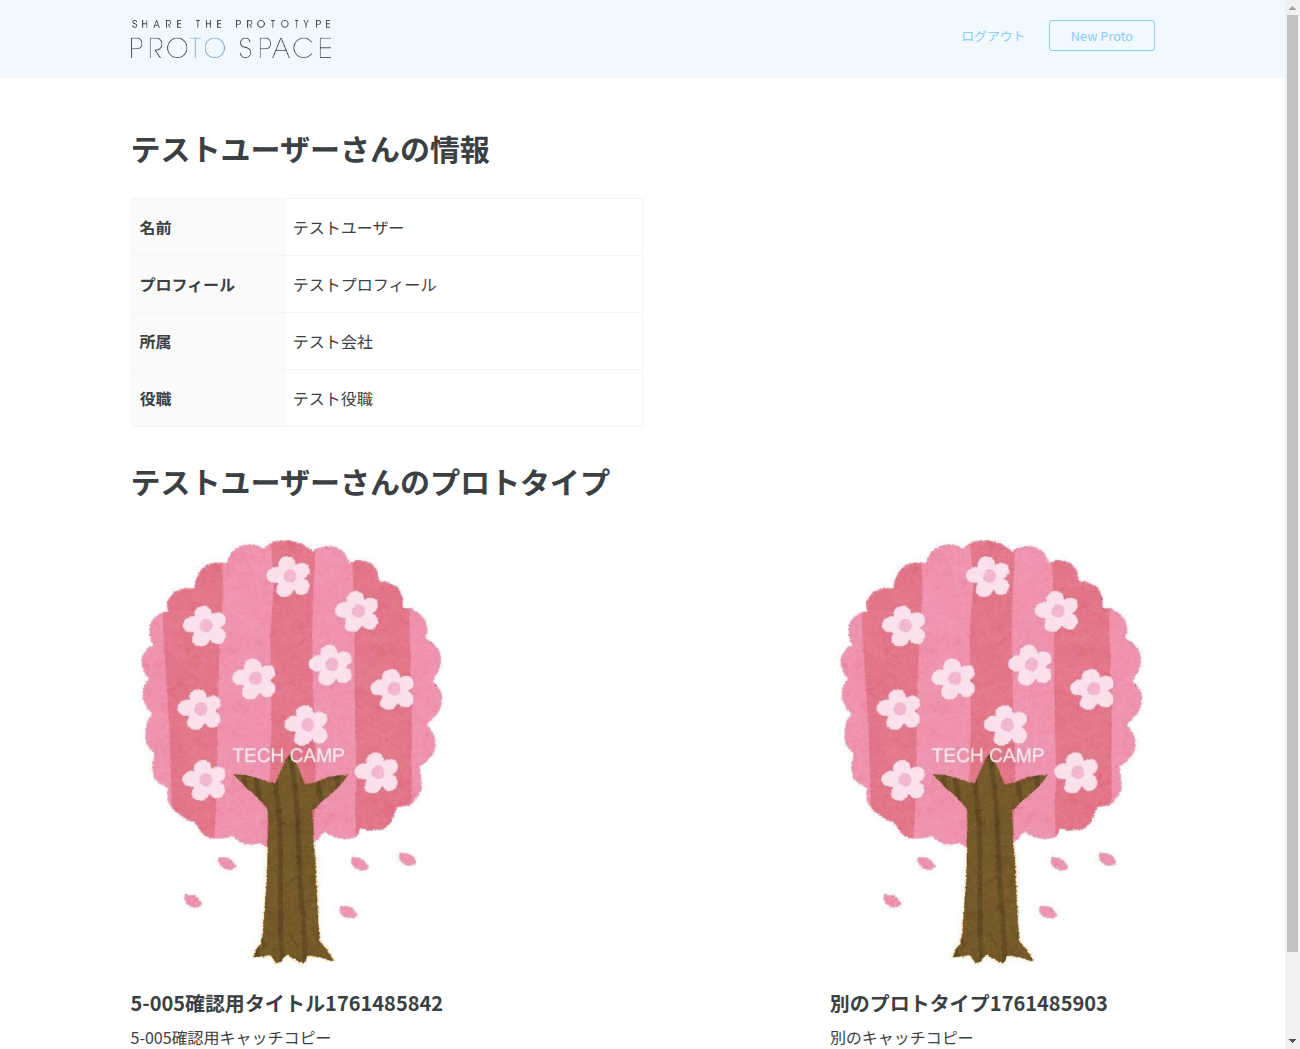 SHARE THE PROTOTYPE
PROTO SPACE
ログアウト
New Proto
テストユーザーさんの情報
名前 テストユーザー
プロフィール テストプロフィール
所属 テスト会社
役職 テスト役職
テストユーザーさんのプロトタイプ
TECH CAMP
TECH CAMP
5-005確認用タイトル1761485842
5-005確認用キャッチコピー
別のプロトタイプ1761485903
別のキャッチコピー